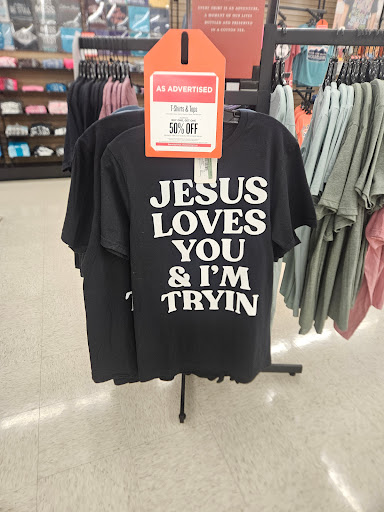 AS ADVERTISED
T-Shirts & Tops
50% OFF
JESUS
LOVES
YOU
& I'M
TRYIN